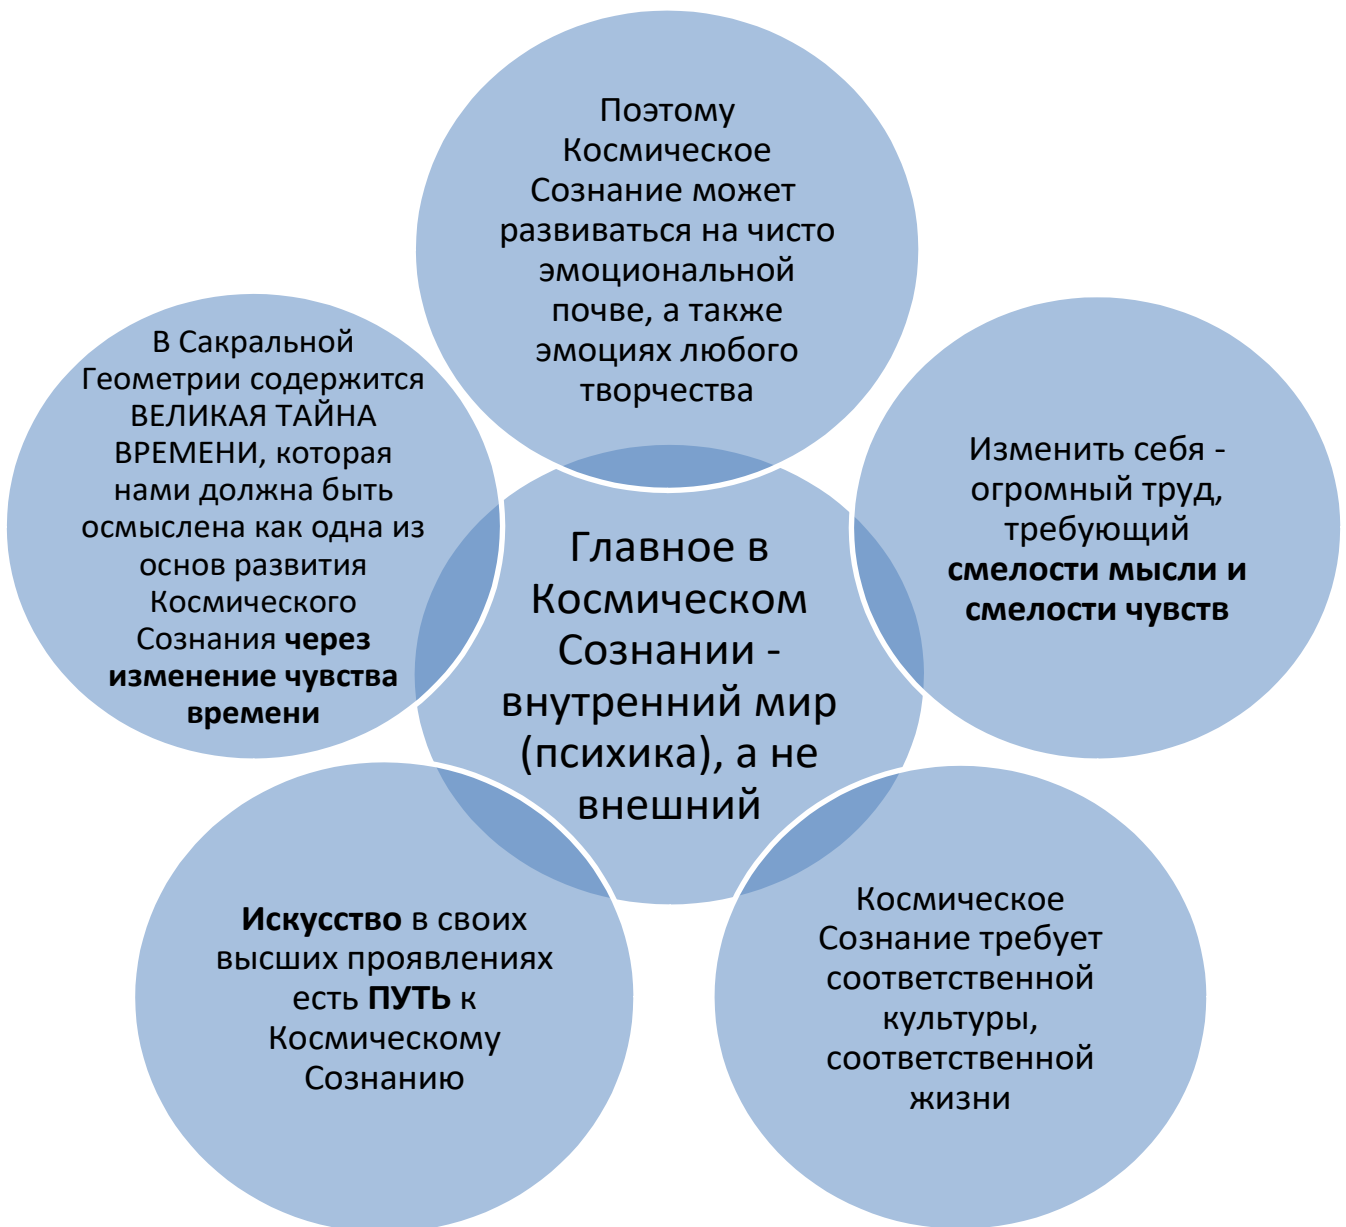 Поэтому
Космическое
Сознание может
развиваться на чисто
эмоциональной
почве, а также
эмоциях любого
творчества
В Сакральной
Геометрии содержится
ВЕЛИКАЯ ТАЙНА
ВРЕМЕНИ, которая
нами должна быть
осмыслена как одна из
основ развития
Космического
Сознания через
изменение чувства
времени
Главное в
Космическом
Сознании -
внутренний мир
(психика), а не
внешний
Изменить себя -
огромный труд,
требующий
смелости мысли и
смелости чувств
Искусство в своих
высших проявлениях
есть ПУТЬ к
Космическому
Сознанию
Космическое
Сознание требует
соответственной
культуры,
соответственной
жизни